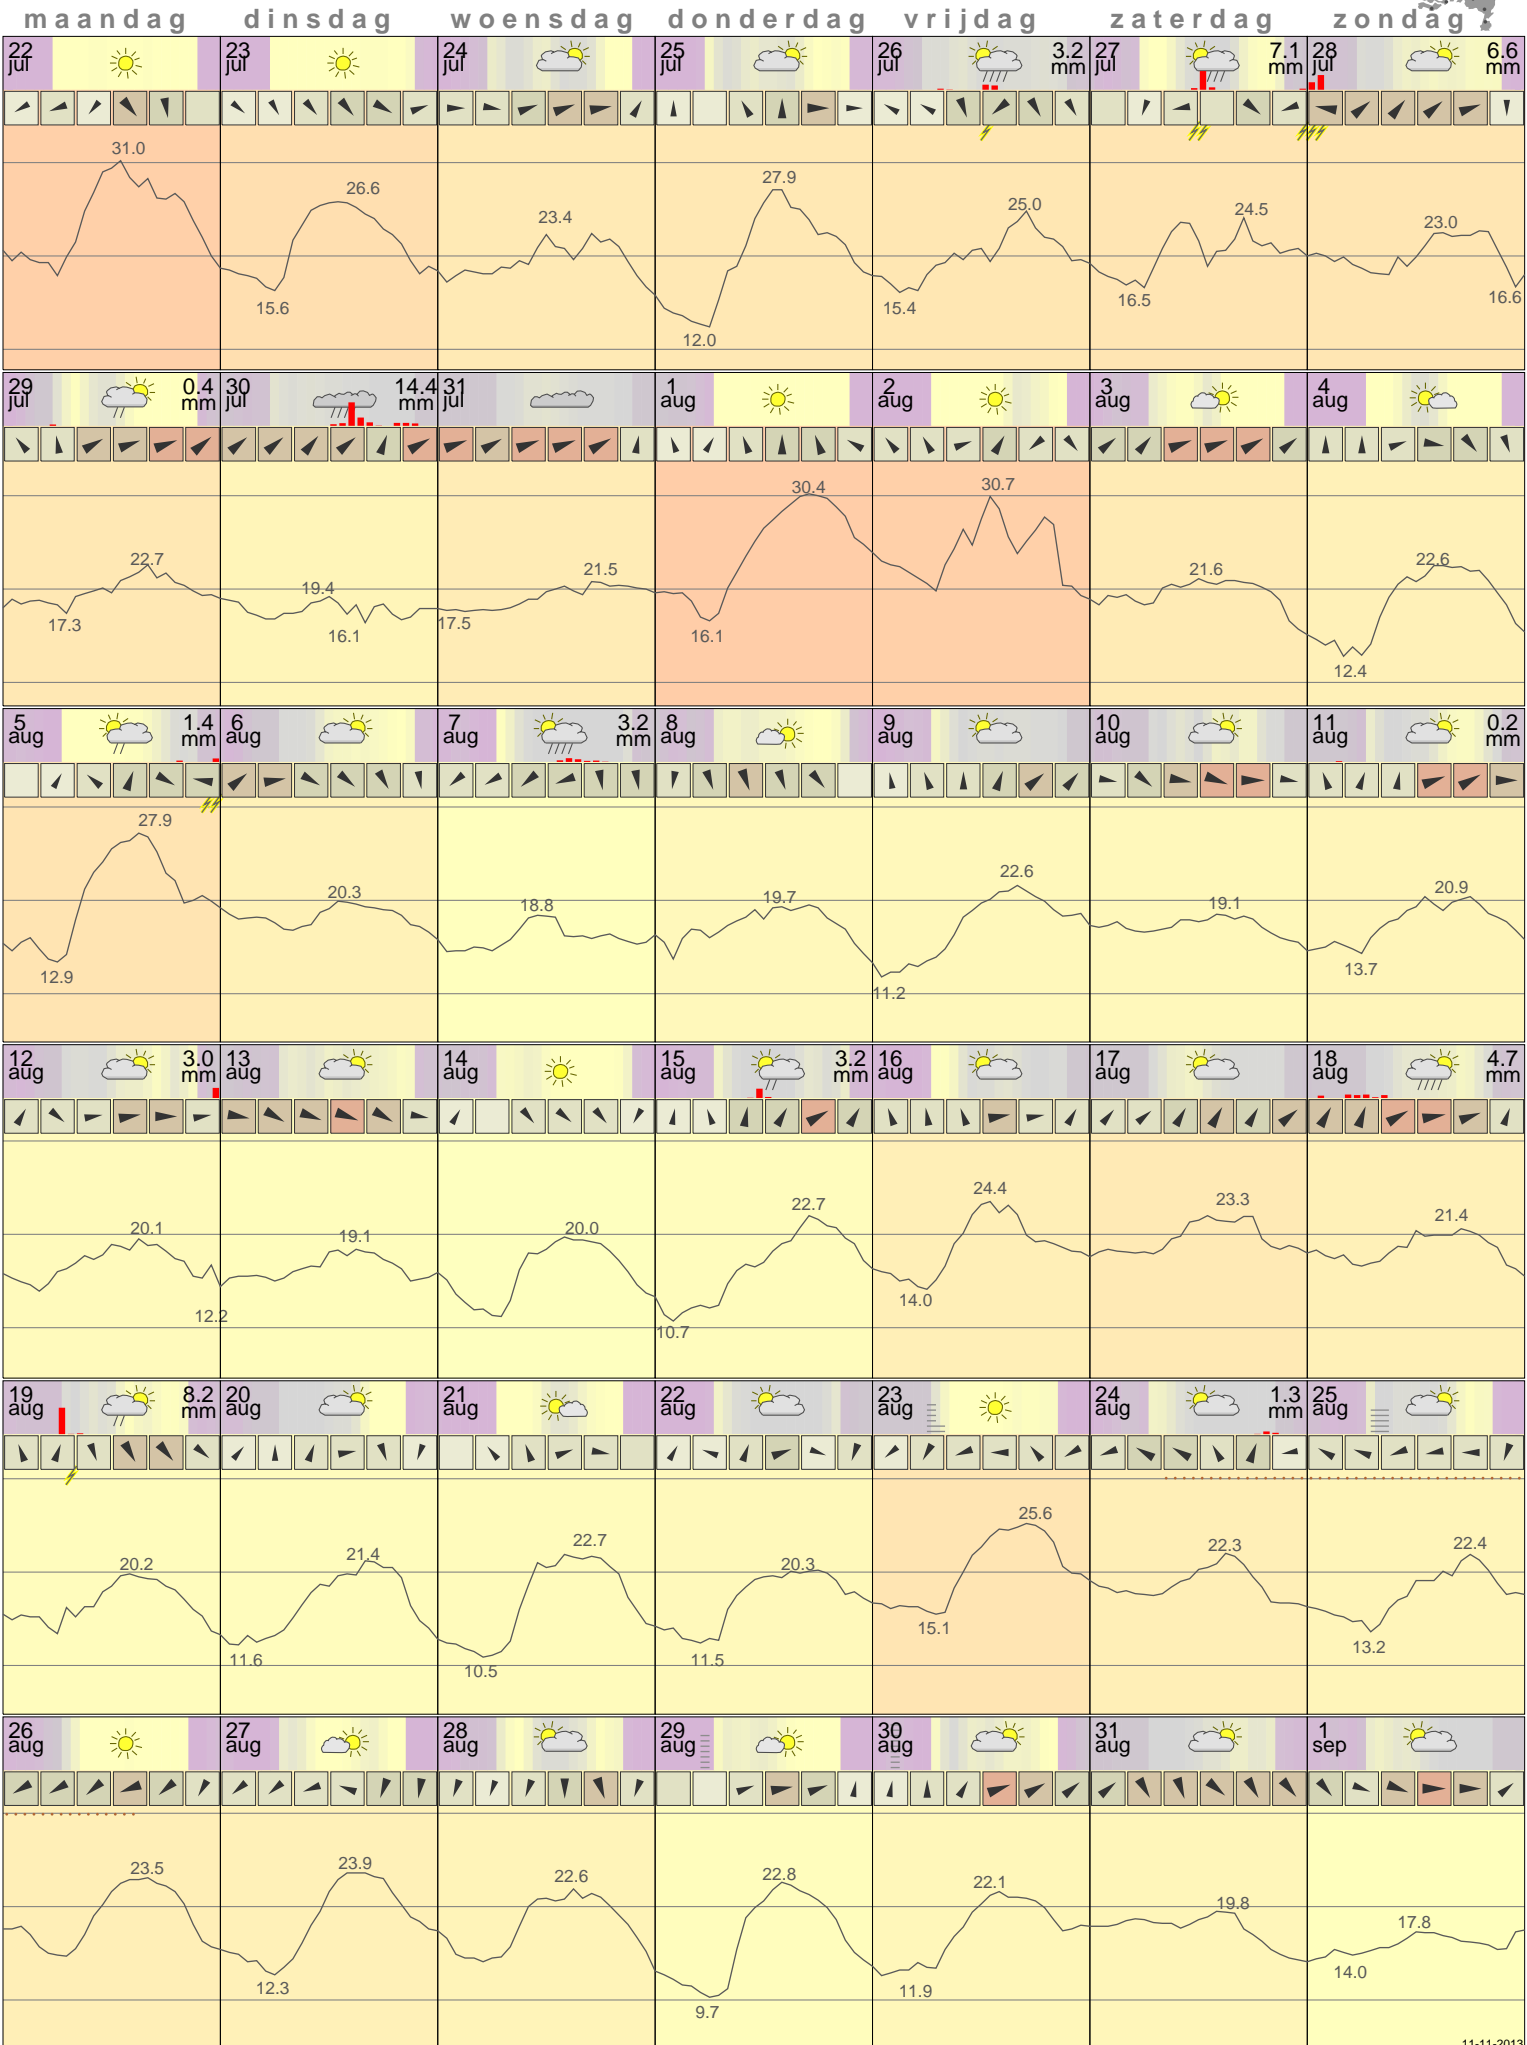 maandag dinsdag woensdag donderdag vrijdag zaterdag zondag
22 23 24 25 26 3.2 27 7.1 28 6.6
jul jul jul jul jul mm jul mm jul mm
31.0 26.6 23.4 27.9 25.0 24.5 23.0
15.6 12.0 15.4 16.5 16.6
29 0.4 30 14.4 31 1 2 3 4
jul mm jul mm jul aug aug aug aug
22.7 19.4 21.5 30.4 30.7 21.6 22.6
17.3 16.1 17.5 16.1 12.4
5 1.4 6 7 3.2 8 9 10 11 0.2
aug mm aug aug mm aug aug aug aug mm
27.9 20.3 18.8 19.7 22.6 19.1 20.9
12.9 11.2 13.7
12 3.0 13 14 15 3.2 16 17 18 4.7
aug mm aug aug aug mm aug aug aug mm
20.1 19.1 20.0 22.7 24.4 23.3 21.4
12.2 10.7 14.0
19 8.2 20 21 22 23 24 1.3 25
aug mm aug aug aug aug aug mm aug
20.2 21.4 22.7 20.3 25.6 22.3 22.4
11.6 10.5 11.5 15.1 13.2
26 27 28 29 30 31 1
aug aug aug aug aug aug sep
23.5 23.9 22.6 22.8 22.1 19.8 17.8
12.3 9.7 11.9 14.0
11-11-2013